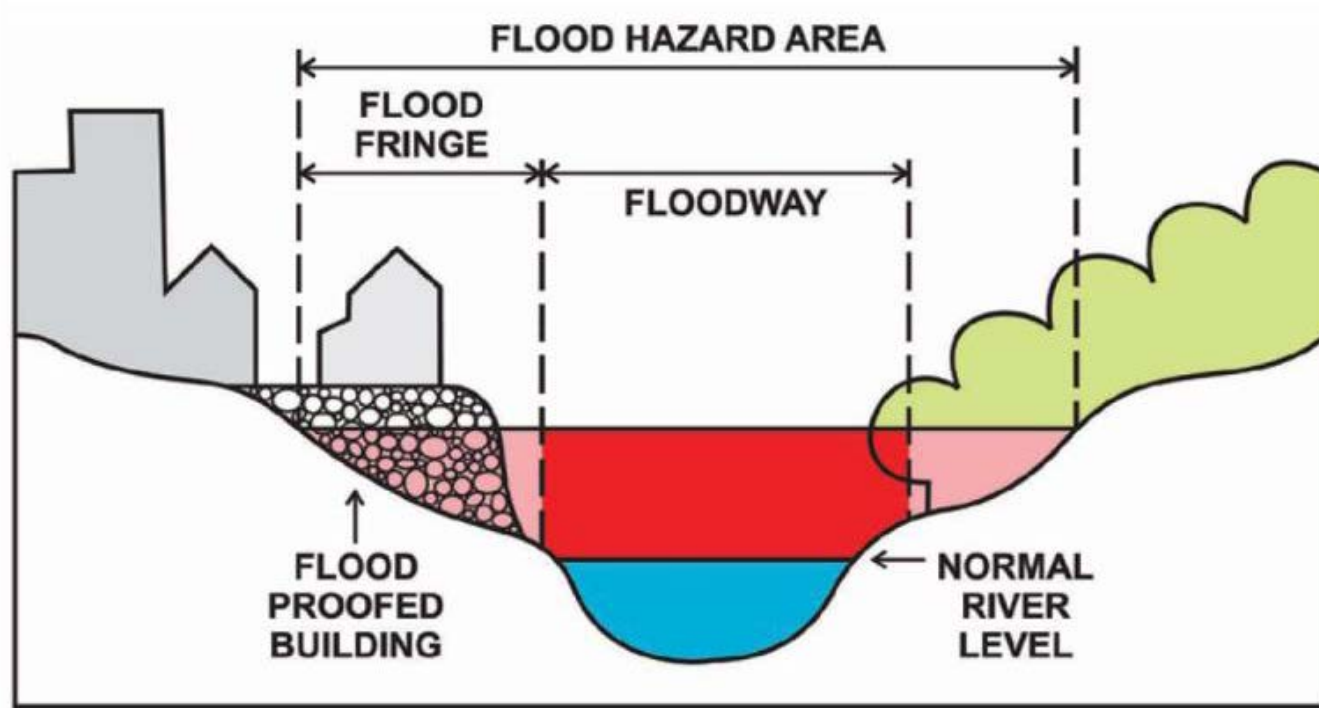 FLOOD HAZARD AREA
FLOOD
FRINGE
FLOODWAY
FLOOD
PROOFED
BUILDING
NORMAL
RIVER
LEVEL